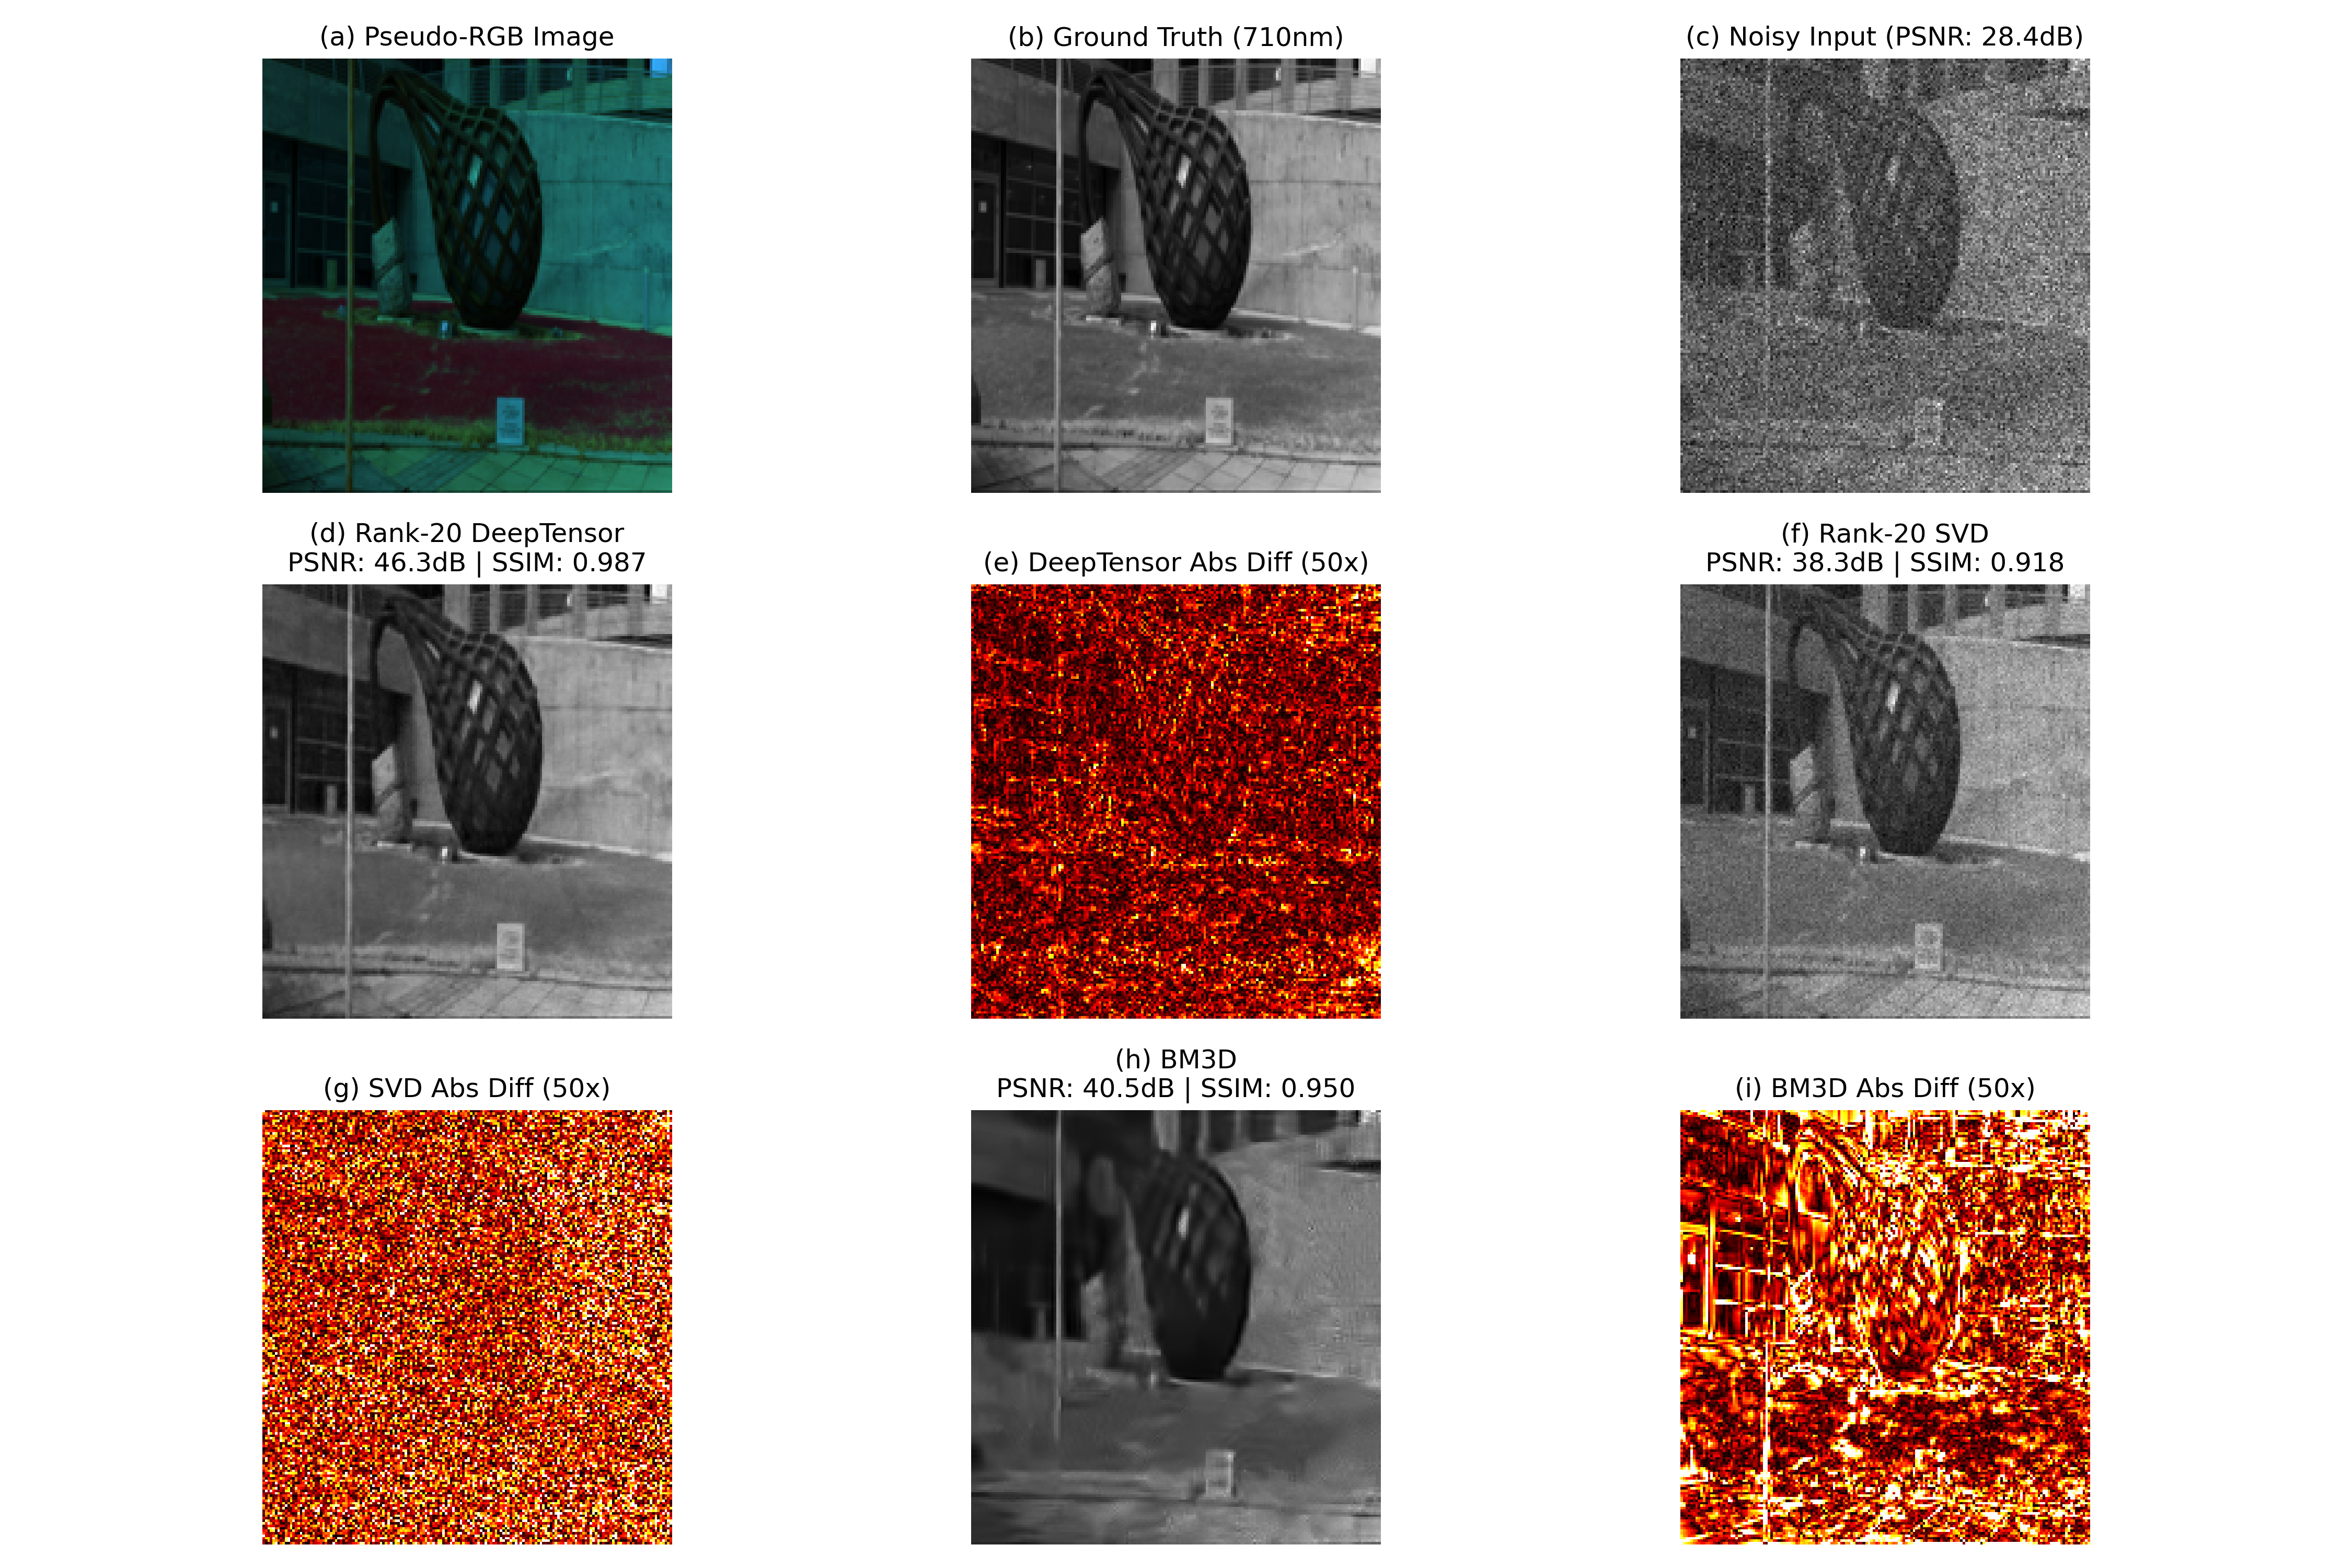 (a) Pseudo-RGB Image
(b) Ground Truth (710nm)
(c) Noisy Input (PSNR: 28.4dB)
(d) Rank-20 DeepTensor
PSNR: 46.3dB | SSIM: 0.987
(e) DeepTensor Abs Diff (50x)
(f) Rank-20 SVD
PSNR: 38.3dB | SSIM: 0.918
(g) SVD Abs Diff (50x)
(h) BM3D
PSNR: 40.5dB | SSIM: 0.950
(i) BM3D Abs Diff (50x)